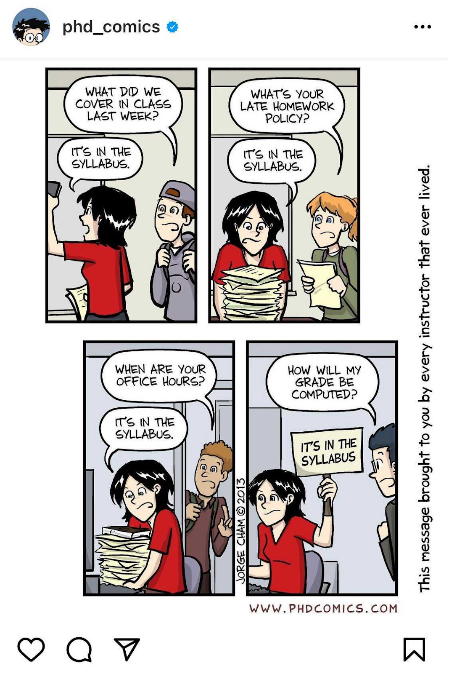 phd_comics
WHAT DID WE
COVER IN CLASS
LAST WEEK?
IT'S IN THE
SYLLABUS.
WHAT'S YOUR
LATE HOMEWORK
POLICY?
IT'S IN THE
SYLLABUS.
WHEN ARE YOUR
OFFICE HOURS?
IT'S IN THE
SYLLABUS.
HOW WILL MY
GRADE BE
COMPUTED?
IT'S IN THE
SYLLABUS
JORGE CHAM © 2013
WWW.PHDCOMICS.COM
This message brought to you by every instructor that ever lived.